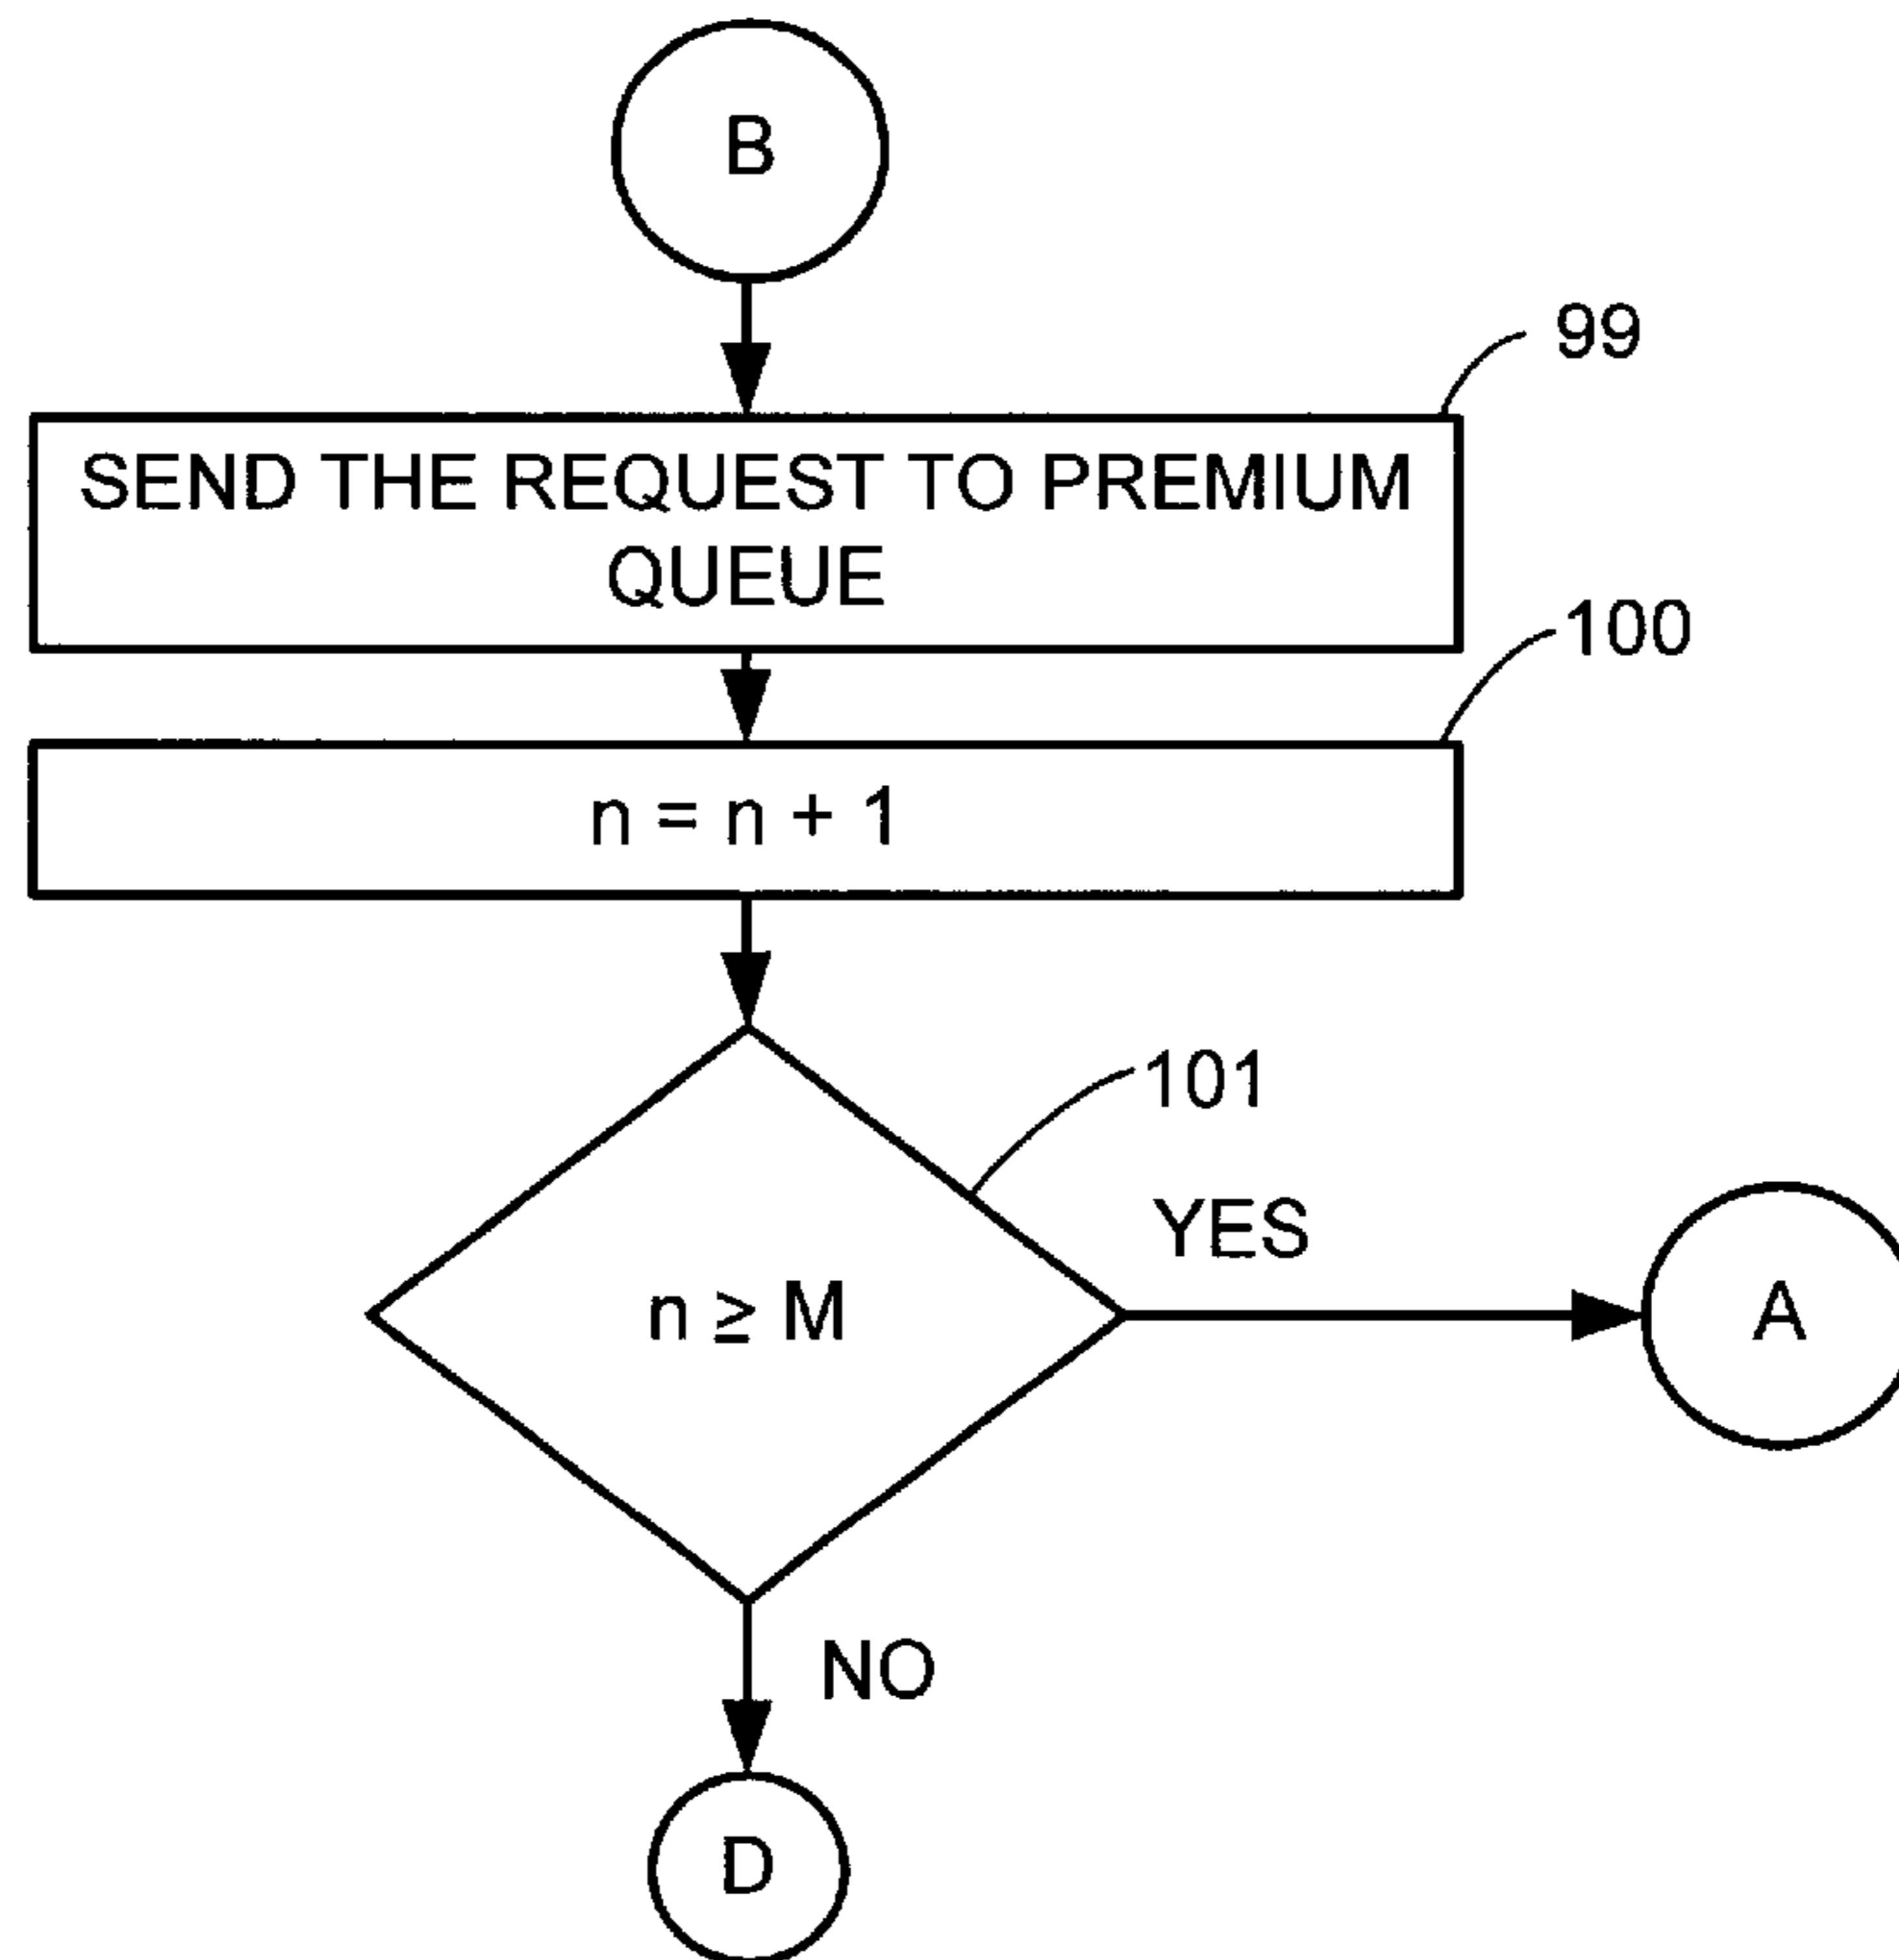 B
99
SEND THE REQUEST TO PREMIUM
QUEUE
100
n = n + 1
101
YES
n ≥ M
A
NO
D